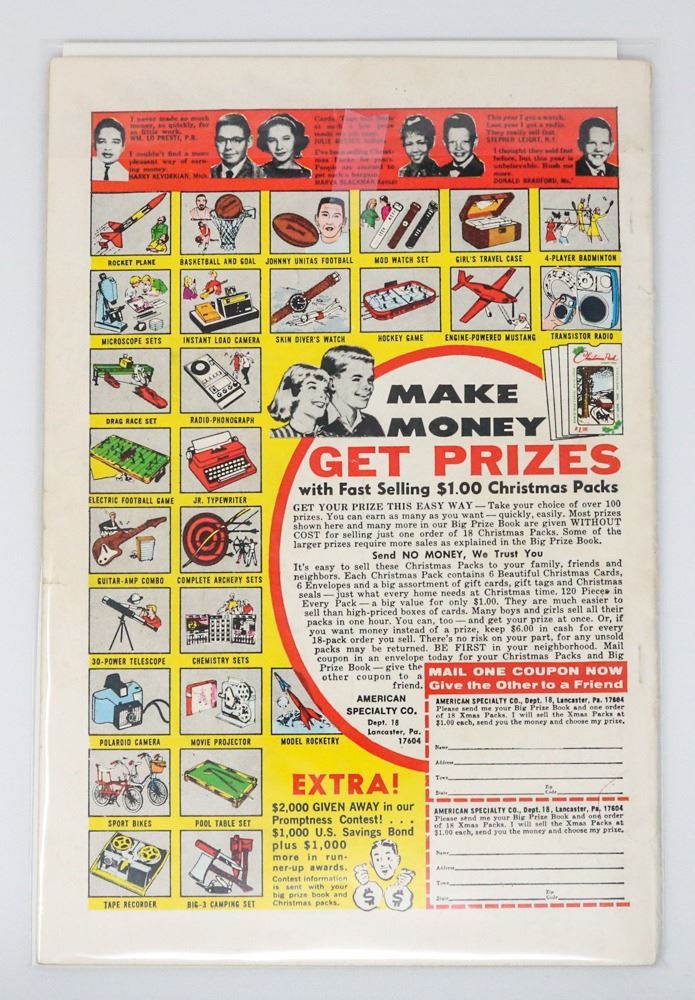 I never made so much
money, so quickly, for
so little work.
WM. LO PRESTI, P.R.
I couldn't find a more
pleasant way of earn-
ing money.
HARRY KEVORKIAN, Mich.
Cards.
JULIE
I've been selling Christ-
mas
people are
got such a bargain.
MARVA BLACKMAN
This year I got a watch,
Last year I got a radio.
They really sell fast.
STEPHEN LEIGHT, N.Y.
I thought they sold fast
before, but this year is
unbelievable. Rush me
more.
DONALD BRADFORD, Mo.
ROCKET PLANE
BASKETBALL AND GOAL
JOHNNY UNITAS FOOTBALL
MOD WATCH SET
GIRL'S TRAVEL CASE
4-PLAYER BADMINTON
MICROSCOPE SETS
INSTANT LOAD CAMERA
SKIN DIVER'S WATCH
HOCKEY GAME
ENGINE-POWERED MUSTANG
TRANSISTOR RADIO
DRAG RACE SET
RADIO-PHONOGRAPH
ELECTRIC FOOTBALL GAME
JR. TYPEWRITER
GUITAR-AMP COMBO
COMPLETE ARCHERY SETS
30-POWER TELESCOPE
CHEMISTRY SETS
POLAROID CAMERA
MOVIE PROJECTOR
MODEL ROCKETRY
SPORT BIKES
POOL TABLE SET
TAPE RECORDER
BIG-3 CAMPING SET
MAKE
MONEY
GET PRIZES
with Fast Selling $1.00 Christmas Packs
GET YOUR PRIZE THIS EASY WAY — Take your choice of over 100
prizes. You can earn as many as you want — quickly, easily. Most prizes
shown here and many more in our Big Prize Book are given WITHOUT
COST for selling just one order of 18 Christmas Packs. Some of the
larger prizes require more sales as explained in the Big Prize Book.
Send NO MONEY, We Trust You
It's easy to sell these Christmas Packs to your family, friends and
neighbors. Each Christmas Pack contains 6 Beautiful Christmas Cards,
6 Envelopes and a big assortment of gift cards, gift tags and Christmas
seals — just what every home needs at Christmas time. 120 Pieces in
Every Pack — a big value for only $1.00. They are much easier to
sell than high-priced boxes of cards. Many boys and girls sell all their
packs in one hour. You can, too — and get your prize at once. Or, if
you want money instead of a prize, keep $6.00 in cash for every
18-pack order you sell. There's no risk on your part, for any unsold
packs may be returned. BE FIRST in your neighborhood. Mail
coupon in an envelope today for your Christmas Packs and Big
Prize Book — give the
other coupon to a
friend.
AMERICAN
SPECIALTY CO.
Dept. 18
Lancaster, Pa.
17604
MAIL ONE COUPON NOW
Give the Other to a Friend
AMERICAN SPECIALTY CO., Dept. 18, Lancaster, Pa. 17604
Please send me your Big Prize Book and one order
of 18 Xmas Packs. I will sell the Xmas Packs at
$1.00 each, send you the money and choose my prize.
Name
Address
Town
State Zip Code
AMERICAN SPECIALTY CO., Dept. 18, Lancaster, Pa. 17604
Please send me your Big Prize Book and one order
of 18 Xmas Packs. I will sell the Xmas Packs at
$1.00 each, send you the money and choose my prize.
Name
Address
Town
State Zip Code
EXTRA!
$2,000 GIVEN AWAY in our
Promptness Contest! . . .
$1,000 U.S. Savings Bond
plus $1,000
more in run-
ner-up awards.
Contest information
is sent with your
big prize book and
Christmas packs.
$ $